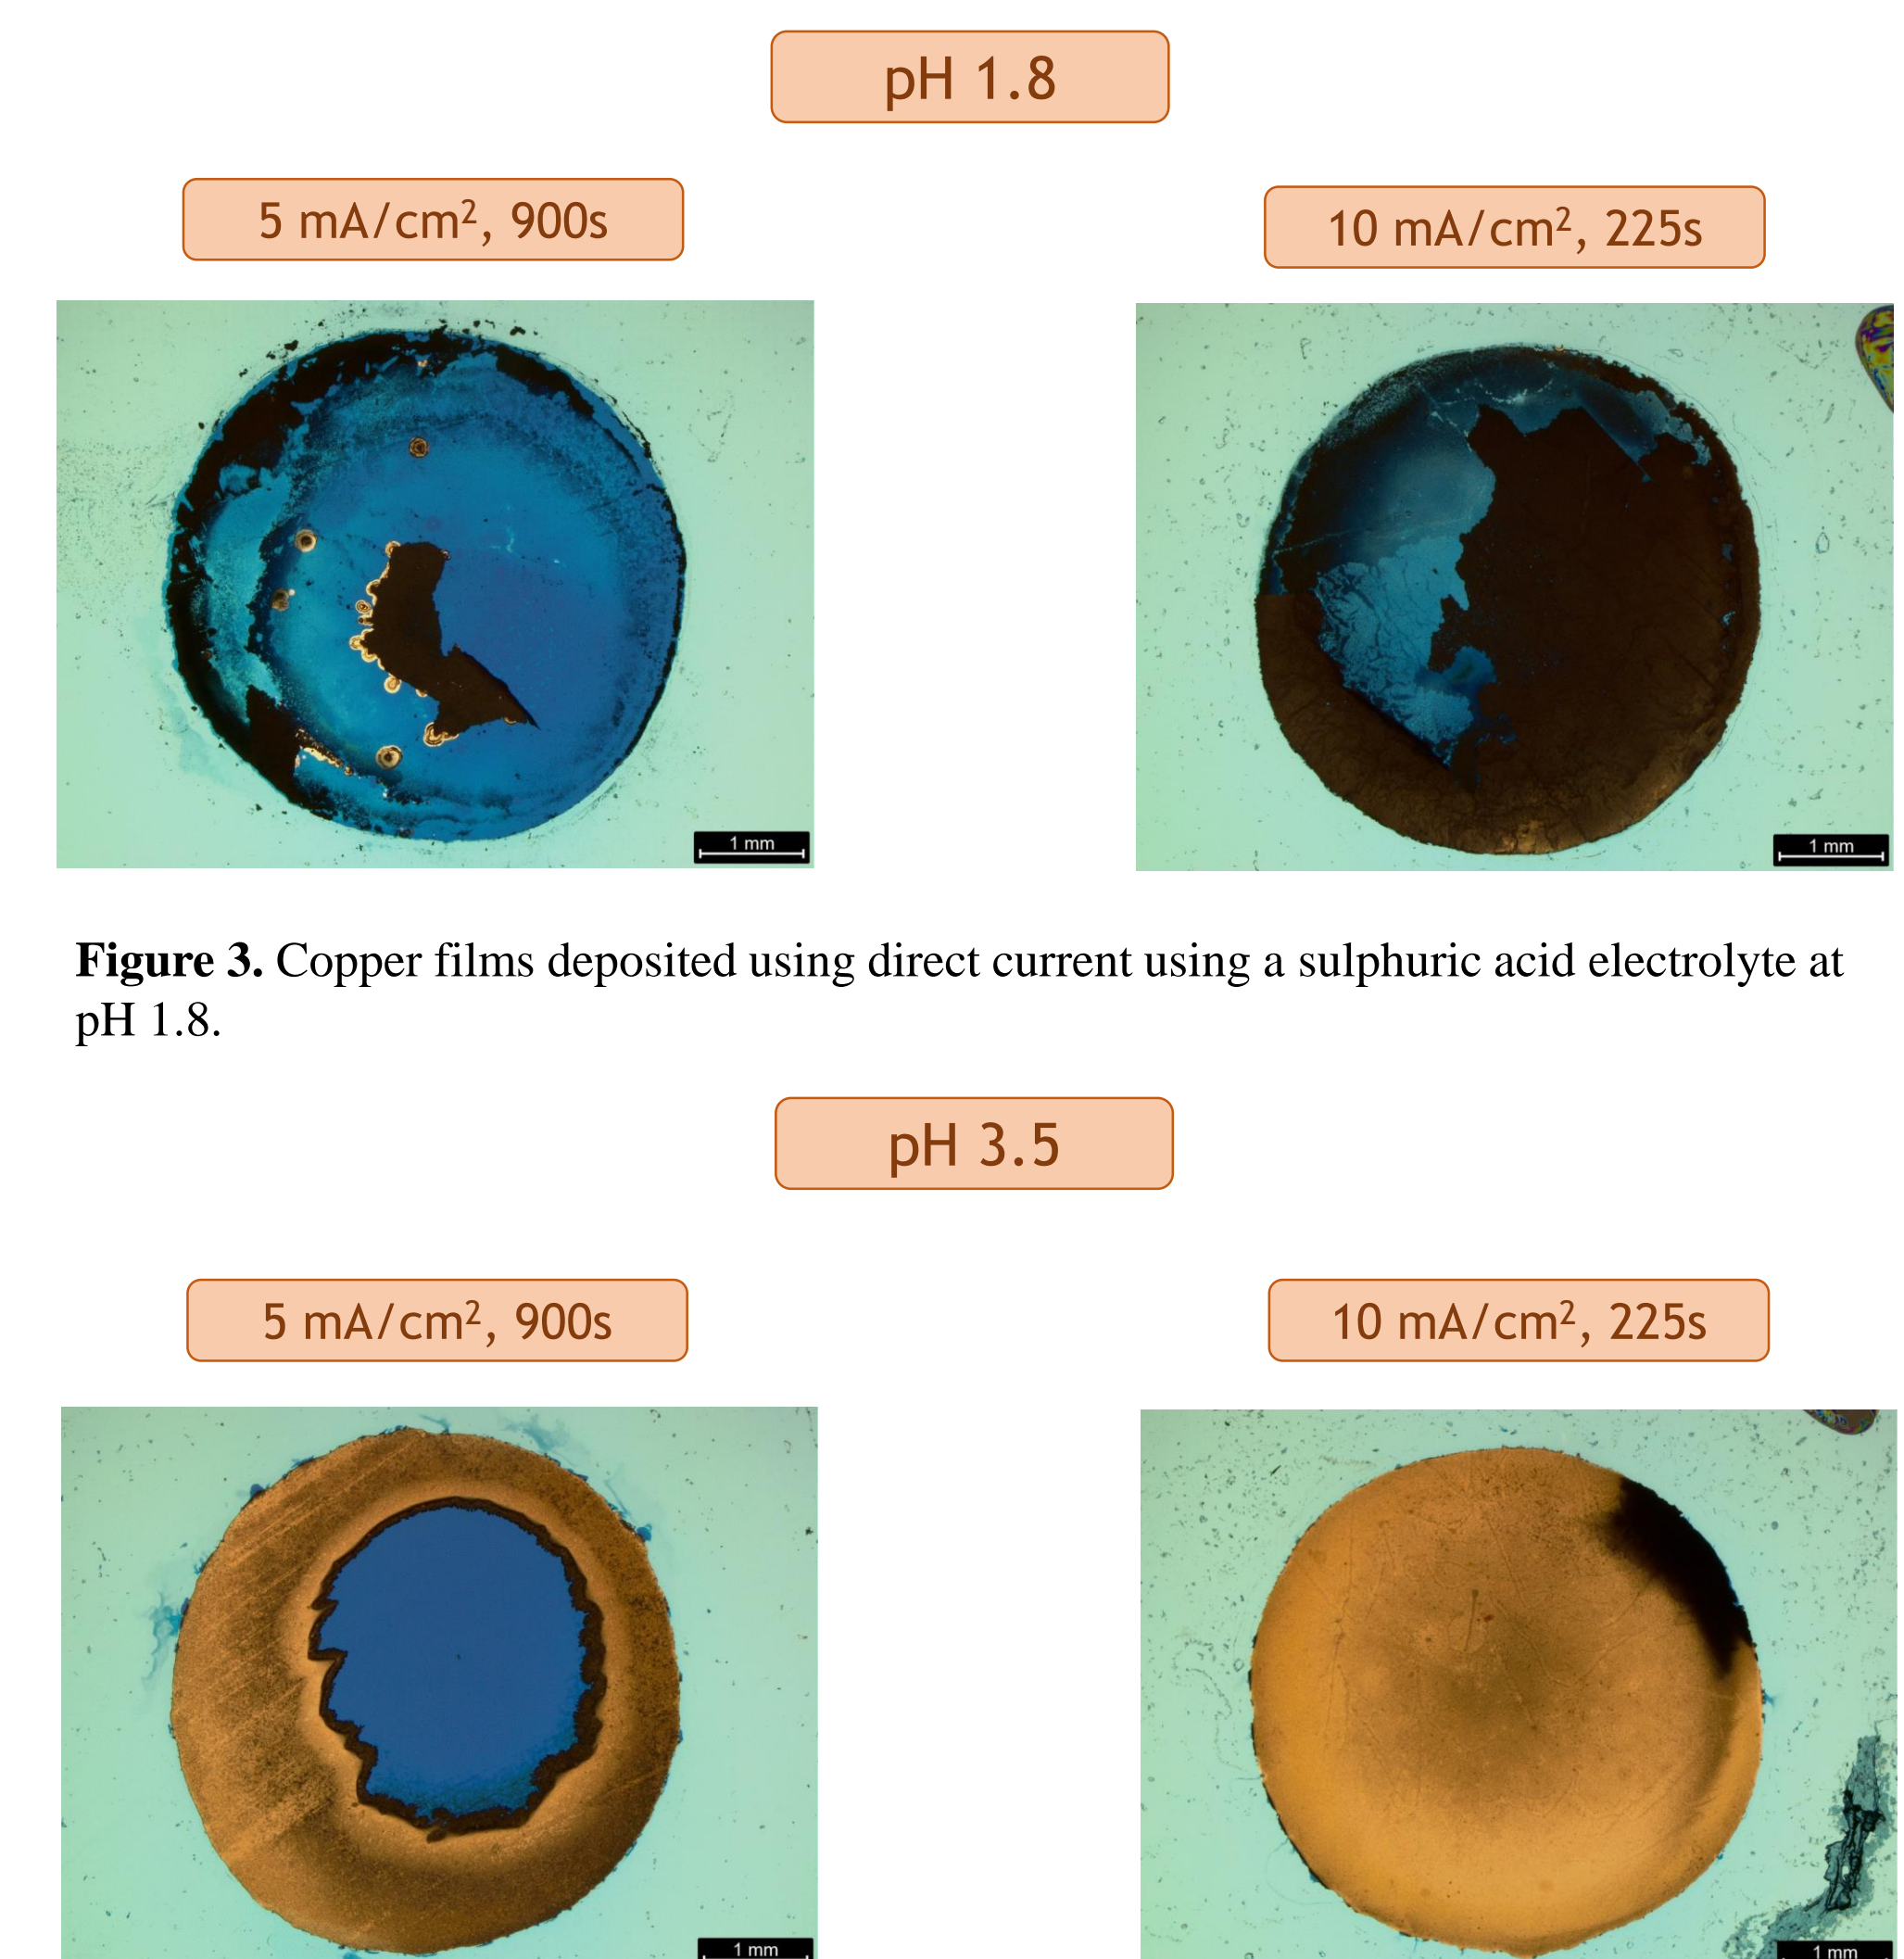 pH 1.8
5 mA/cm², 900s
10 mA/cm², 225s
1 mm
1 mm
Figure 3. Copper films deposited using direct current using a sulphuric acid electrolyte at
pH 1.8.
pH 3.5
5 mA/cm², 900s
10 mA/cm², 225s
1 mm
1 mm